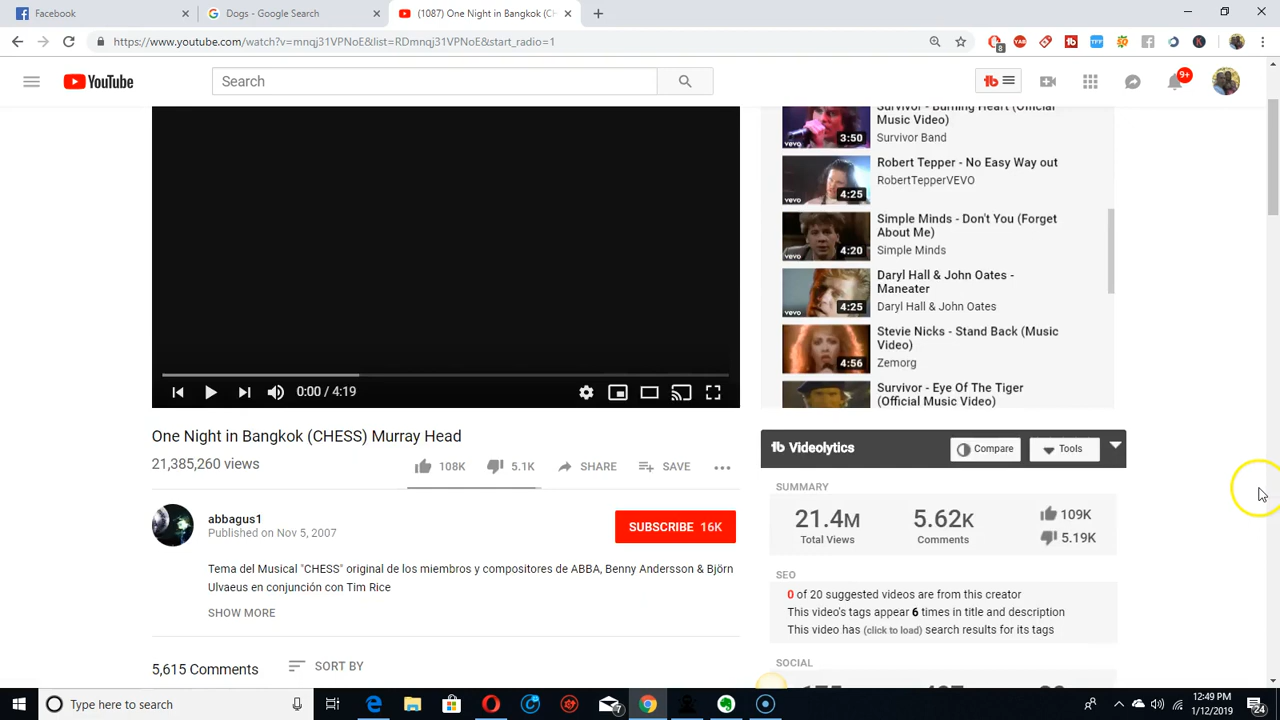 Facebook
Dogs - Google Search
(1087) One Night in Bangkok (CH
https://www.youtube.com/watch?v=mnqj31VPNoE&list=RDmnqj31VPNoE&start_radio=1
8
YouTube
Search
9+
Survivor - Burning Heart (Official
Music Video)
Survivor Band
3:50
vevo
Robert Tepper - No Easy Way out
RobertTepperVEVO
4:25
vevo
Simple Minds - Don't You (Forget
About Me)
Simple Minds
4:20
vevo
Daryl Hall & John Oates -
Maneater
Daryl Hall & John Oates
4:25
vevo
Stevie Nicks - Stand Back (Music
Video)
Zemorg
4:56
Survivor - Eye Of The Tiger
(Official Music Video)
0:00 / 4:19
One Night in Bangkok (CHESS) Murray Head
21,385,260 views
108K
5.1K
SHARE
SAVE
abbagus1
Published on Nov 5, 2007
SUBSCRIBE 16K
Tema del Musical "CHESS" original de los miembros y compositores de ABBA, Benny Andersson & Björn
Ulvaeus en conjunción con Tim Rice
SHOW MORE
5,615 Comments
SORT BY
Videolytics
Compare
Tools
SUMMARY
21.4M
Total Views
5.62K
Comments
109K
5.19K
SEO
0 of 20 suggested videos are from this creator
This video's tags appear 6 times in title and description
This video has (click to load) search results for its tags
SOCIAL
Type here to search
7
12:49 PM
1/12/2019
24